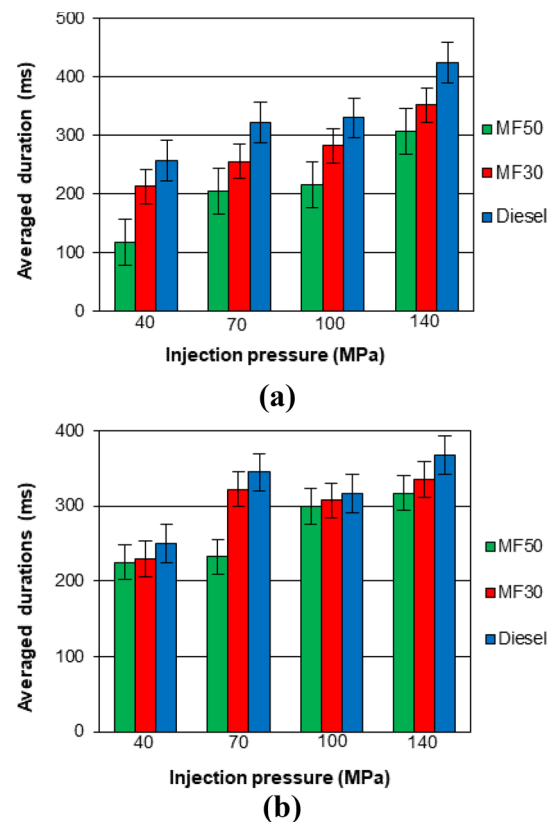 500
400
300
200
100
0
Averaged duration (ms)
40 70 100 140
Injection pressure (MPa)
MF50
MF30
Diesel
(a)
400
300
200
100
0
Averaged durations (ms)
40 70 100 140
Injection pressure (MPa)
MF50
MF30
Diesel
(b)